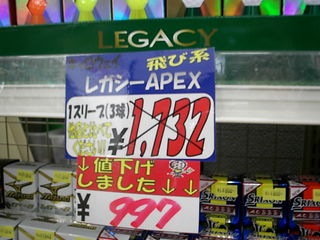 LEGACY
飛び系
レガシーAPEX
1スリーブ(3球)
¥1,732
↓値下げ
しました↓↓
¥997
SRIXON